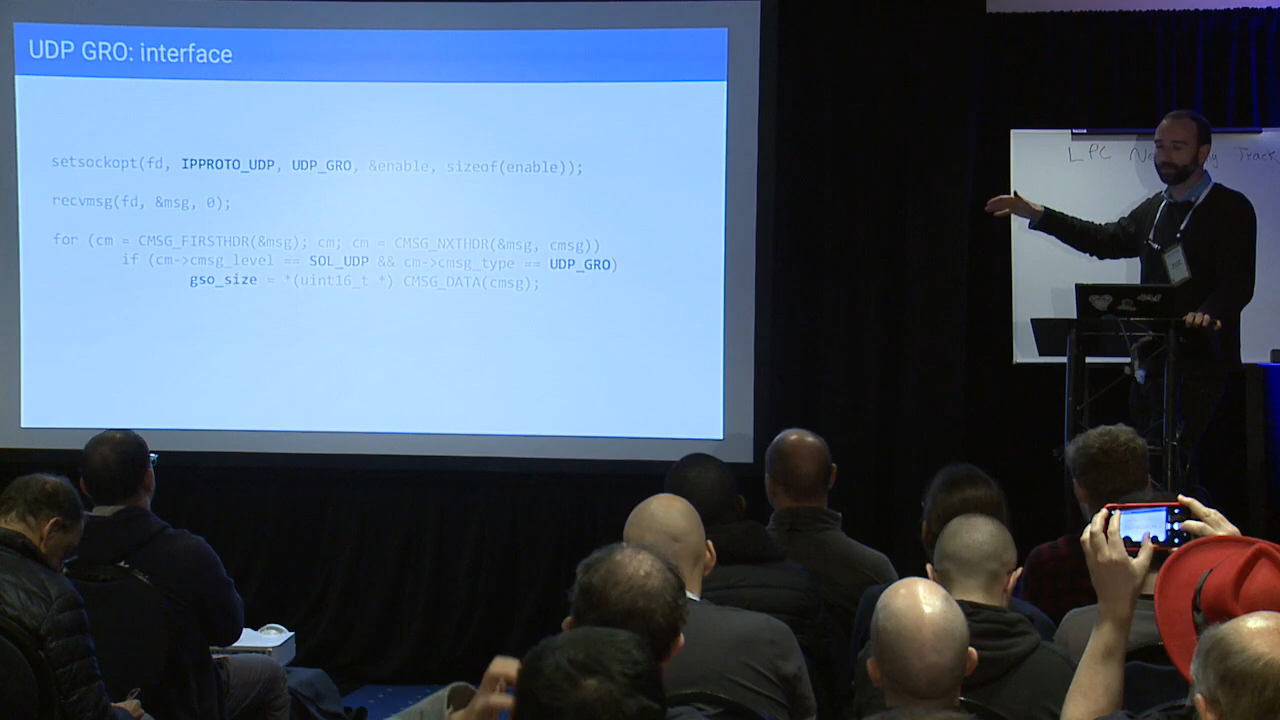 UDP GRO: interface
setsockopt(fd, IPPROTO_UDP, UDP_GRO, &enable, sizeof(enable));
recvmsg(fd, &msg, 0);
for (cm = CMSG_FIRSTHDR(&msg); cm; cm = CMSG_NXTHDR(&msg, cmsg))
if (cm->cmsg_level == SOL_UDP && cm->cmsg_type == UDP_GRO)
gso_size = *(uint16_t *) CMSG_DATA(cmsg);
LPC Track